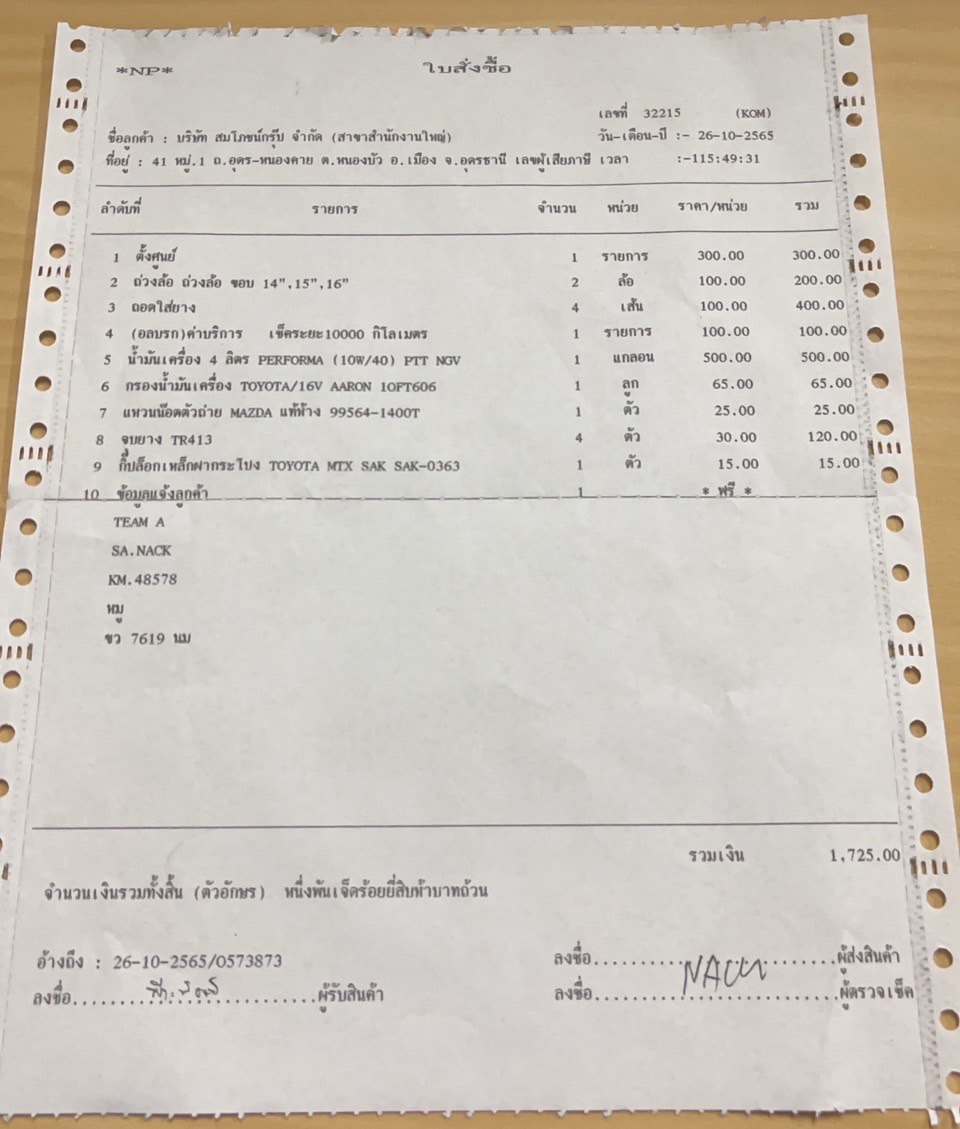 *NP* ใบสั่งซื้อ
เลขที่ 32215 (KOM)
ชื่อลูกค้า : บริษัท สมโภชน์กรุ๊ป จำกัด (สาขาสำนักงานใหญ่) วัน-เดือน-ปี :- 26-10-2565
ที่อยู่ : 41 หมู่.1 ถ.อุดร-หนองคาย ต.หนองบัว อ.เมือง จ.อุดรธานี เลขผู้เสียภาษี เวลา :-115:49:31
ลำดับที่ รายการ จำนวน หน่วย ราคา/หน่วย รวม
1 ตั้งศูนย์ 1 รายการ 300.00 300.00
2 ถ่วงล้อ ถ่วงล้อ ขอบ 14",15",16" 2 ล้อ 100.00 200.00
3 ถอดใส่ยาง 4 เส้น 100.00 400.00
4 (อลบรก)ค่าบริการ เช็คระยะ10000 กิโลเมตร 1 รายการ 100.00 100.00
5 น้ำมันเครื่อง 4 ลิตร PERFORMA (10W/40) PTT NGV 1 แกลอน 500.00 500.00
6 กรองน้ำมันเครื่อง TOYOTA/16V AARON 1OFT606 1 ลูก 65.00 65.00
7 แหวนน๊อตตัวถ่าย MAZDA แท้ห้าง 99564-1400T 1 ตัว 25.00 25.00
8 จุบยาง TR413 4 ตัว 30.00 120.00
9 กิ๊ปล็อกเหล็กฝากระโปง TOYOTA MTX SAK SAK-0363 1 ตัว 15.00 15.00
10 ข้อมูลแจ้งลูกค้า 1 * ฟรี *
TEAM A
SA.NACK
KM.48578
หมู
ขว 7619 นม
รวมเงิน 1,725.00
จำนวนเงินรวมทั้งสิ้น (ตัวอักษร) หนึ่งพันเจ็ดร้อยยี่สิบห้าบาทถ้วน
อ้างถึง : 26-10-2565/0573873 ลงชื่อ..............................ผู้ส่งสินค้า
ลงชื่อ..............................ผู้รับสินค้า ลงชื่อ..............................ผู้ตรวจเช็ค